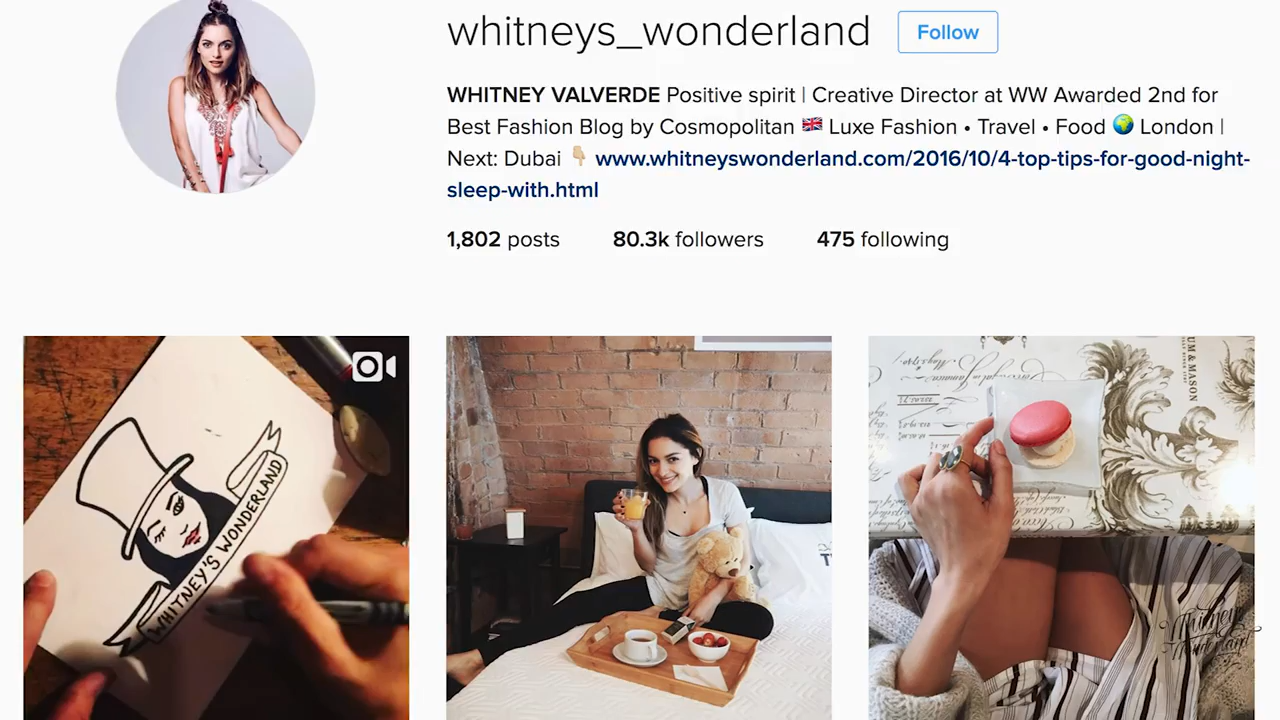 whitneys_wonderland Follow
WHITNEY VALVERDE Positive spirit | Creative Director at WW Awarded 2nd for
Best Fashion Blog by Cosmopolitan 🇬🇧 Luxe Fashion • Travel • Food 🌍 London |
Next: Dubai 👇🏼 www.whitneyswonderland.com/2016/10/4-top-tips-for-good-night-
sleep-with.html
1,802 posts 80.3k followers 475 following
WHITNEY'S WONDERLAND
UM & MASON